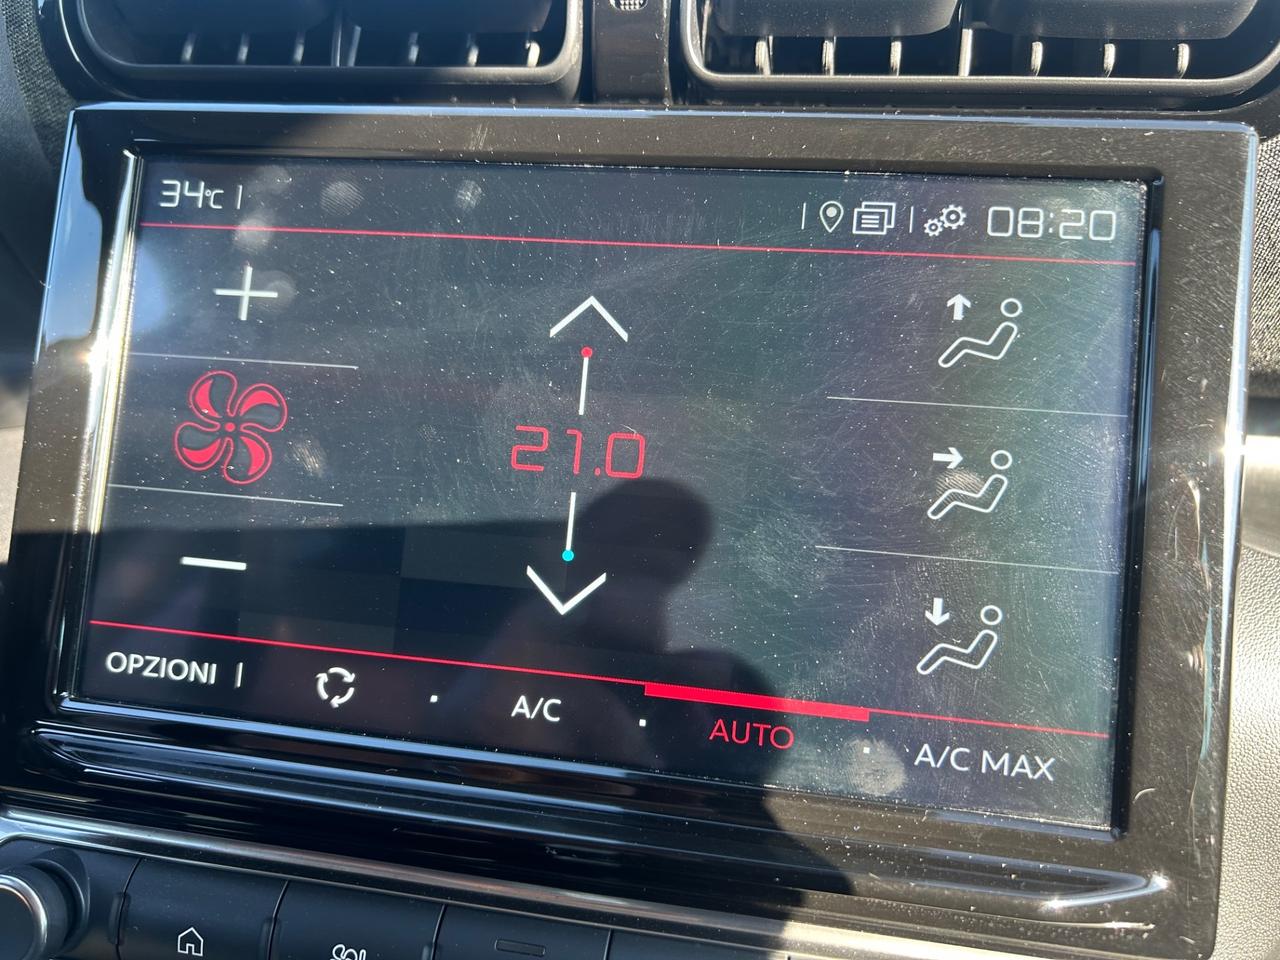 34°C
08:20
21.0
OPZIONI
A/C
AUTO
A/C MAX